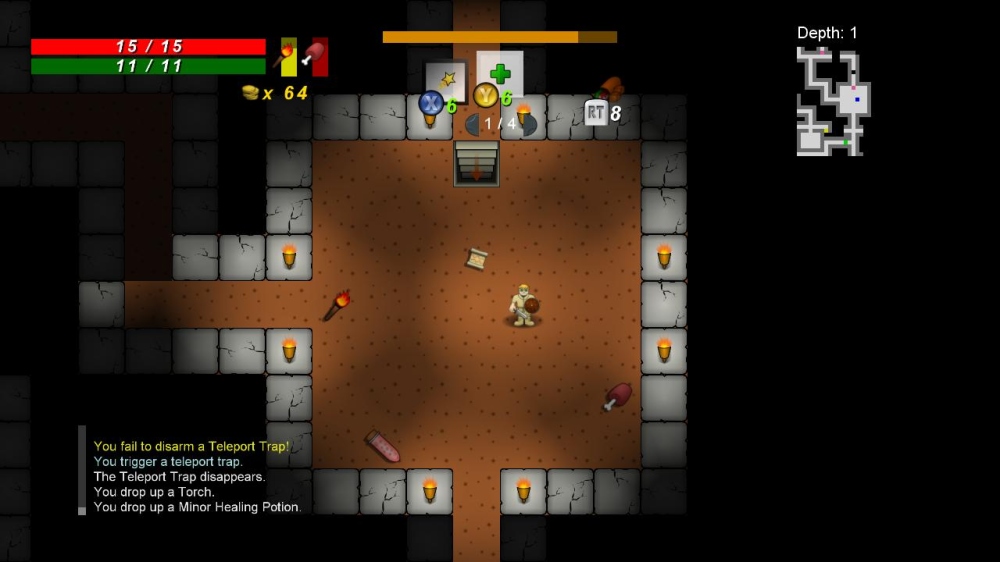 15 / 15
11 / 11
x 64
X 6
Y 6
1 / 4
RT 8
Depth: 1
You fail to disarm a Teleport Trap!
You trigger a teleport trap.
The Teleport Trap disappears.
You drop up a Torch.
You drop up a Minor Healing Potion.